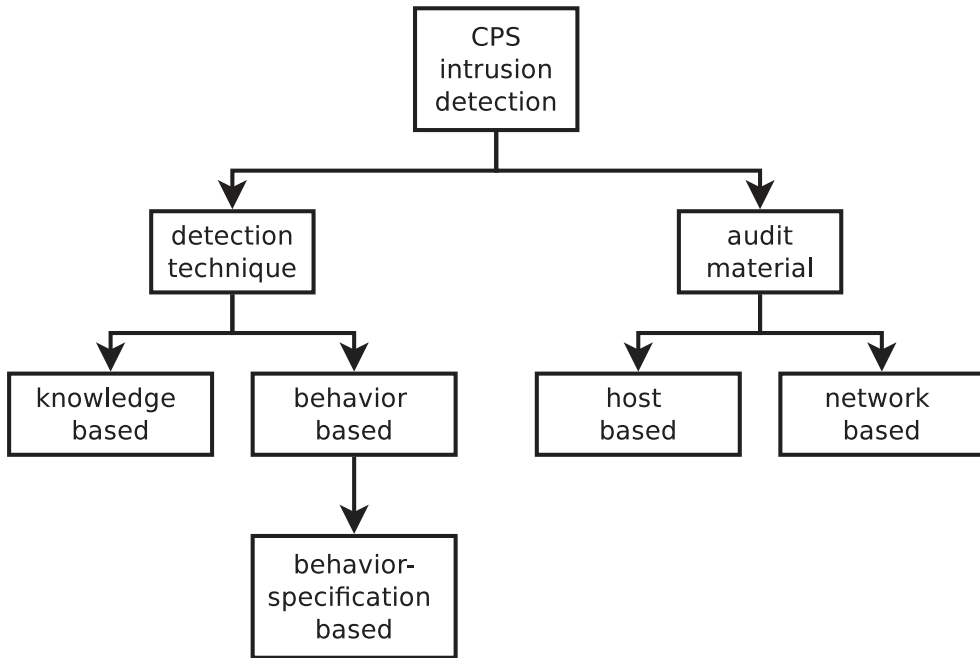 CPS
intrusion
detection
detection
technique
audit
material
knowledge
based
behavior
based
host
based
network
based
behavior-
specification
based